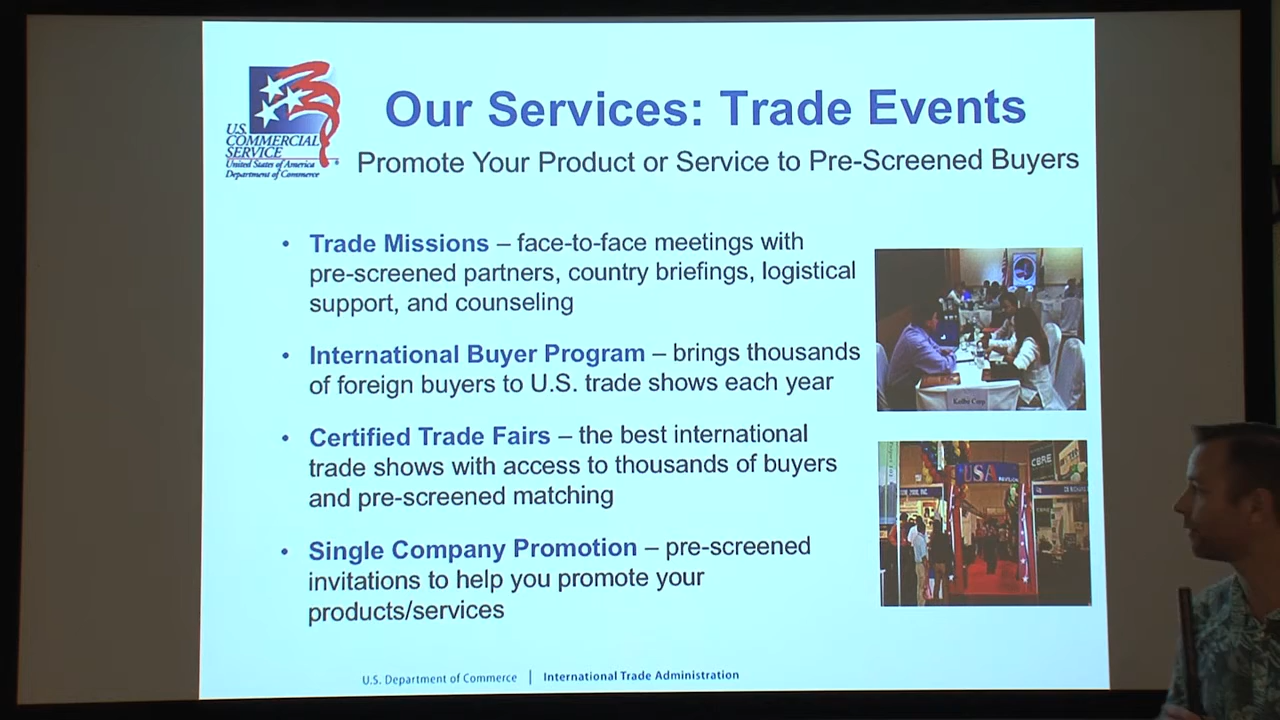 U.S.
COMMERCIAL
SERVICE
United States of America
Department of Commerce
Our Services: Trade Events
Promote Your Product or Service to Pre-Screened Buyers
• Trade Missions – face-to-face meetings with
pre-screened partners, country briefings, logistical
support, and counseling
• International Buyer Program – brings thousands
of foreign buyers to U.S. trade shows each year
• Certified Trade Fairs – the best international
trade shows with access to thousands of buyers
and pre-screened matching
• Single Company Promotion – pre-screened
invitations to help you promote your
products/services
USA
CBRE
U.S. Department of Commerce | International Trade Administration